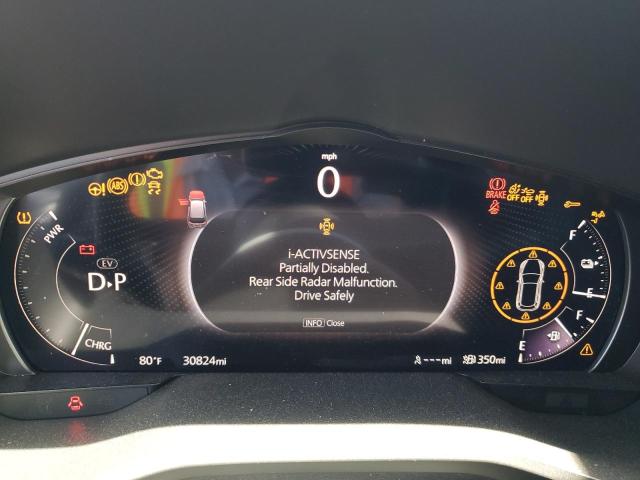 mph
0
ABS
BRAKE
OFF OFF
PWR
EV
D▸P
CHRG
i-ACTIVSENSE
Partially Disabled.
Rear Side Radar Malfunction.
Drive Safely
INFO Close
F
F
E
80°F
30824mi
---mi
350mi